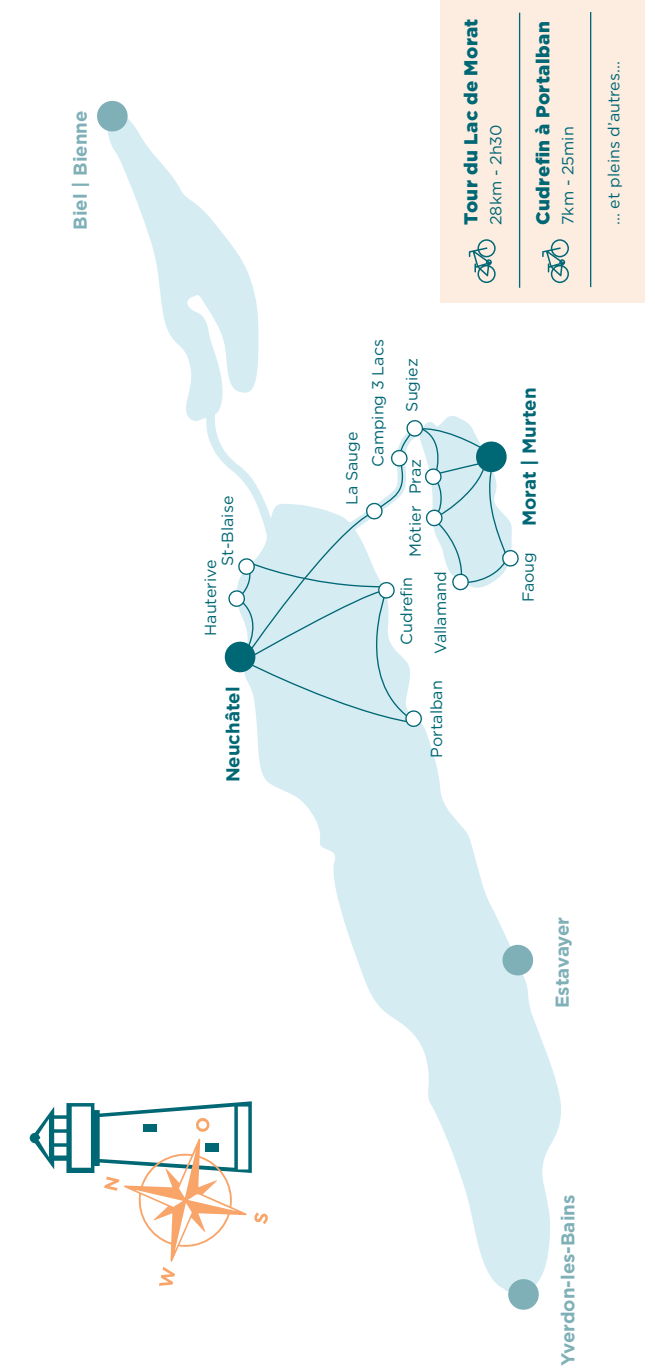 Biel | Bienne
Tour du Lac de Morat
28km - 2h30
Cudrefin à Portalban
7km - 25min
... et pleins d'autres...
St-Blaise
Hauterive
Neuchâtel
La Sauge
Camping 3 Lacs
Sugiez
Praz
Môtier
Morat | Murten
Vallamand
Faoug
Cudrefin
Portalban
Estavayer
Yverdon-les-Bains
N
O
S
W